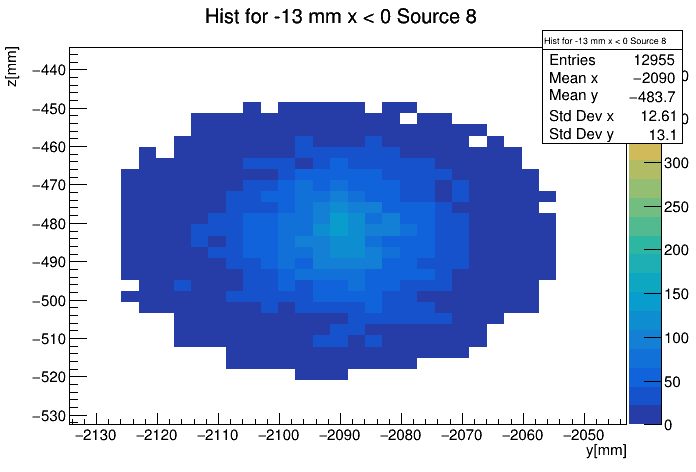 Hist for -13 mm x < 0 Source 8
Hist for -13 mm x < 0 Source 8
Entries 12955
Mean x −2090
Mean y −483.7
Std Dev x 12.61
Std Dev y 13.1
z[mm]
−440
−450
−460
−470
−480
−490
−500
−510
−520
−530
300
250
200
150
100
50
0
−2130 −2120 −2110 −2100 −2090 −2080 −2070 −2060 −2050
y[mm]